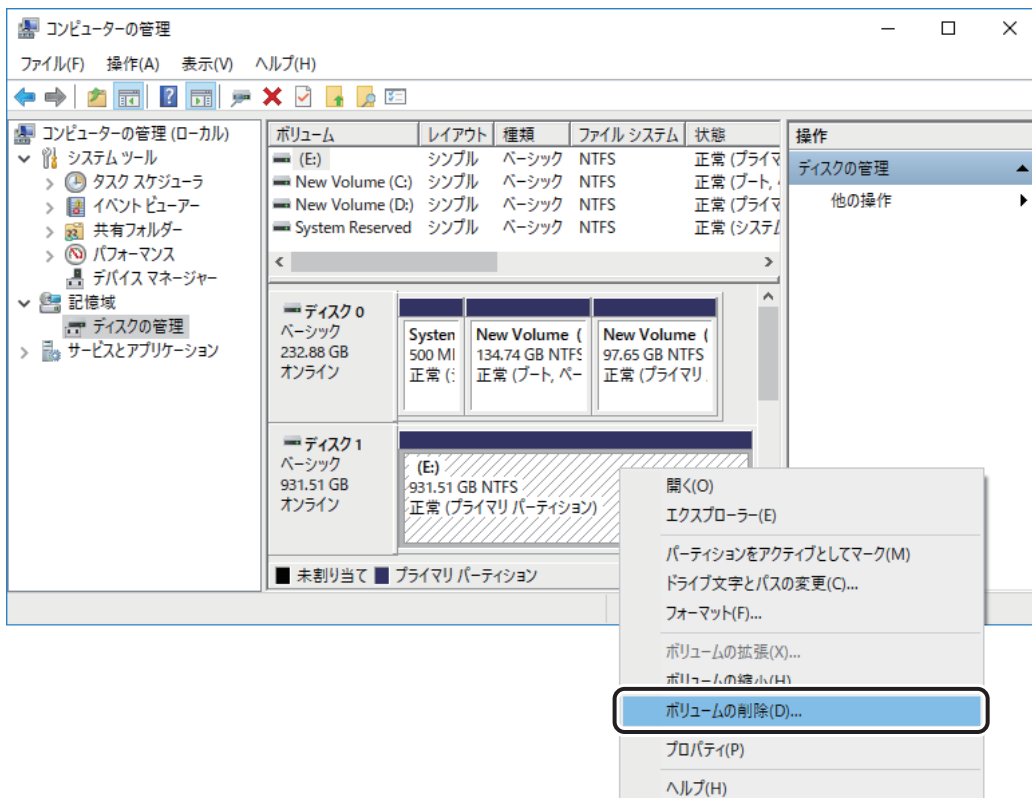 コンピューターの管理
ファイル(F) 操作(A) 表示(V) ヘルプ(H)
コンピューターの管理 (ローカル)
システム ツール
タスク スケジューラ
イベント ビューアー
共有フォルダー
パフォーマンス
デバイス マネージャー
記憶域
ディスクの管理
サービスとアプリケーション
ボリューム レイアウト 種類 ファイル システム 状態
(E:) シンプル ベーシック NTFS 正常 (プライマ
New Volume (C:) シンプル ベーシック NTFS 正常 (ブート,
New Volume (D:) シンプル ベーシック NTFS 正常 (プライマ
System Reserved シンプル ベーシック NTFS 正常 (システム
ディスク 0
ベーシック
232.88 GB
オンライン
System
500 MI
正常 (
New Volume (
134.74 GB NTFS
正常 (ブート, ペー
New Volume (
97.65 GB NTFS
正常 (プライマリ
ディスク 1
ベーシック
931.51 GB
オンライン
(E:)
931.51 GB NTFS
正常 (プライマリ パーティション)
未割り当て プライマリ パーティション
操作
ディスクの管理
他の操作
開く(O)
エクスプローラー(E)
パーティションをアクティブとしてマーク(M)
ドライブ文字とパスの変更(C)...
フォーマット(F)...
ボリュームの拡張(X)...
ボリュームの縮小(H)
ボリュームの削除(D)...
プロパティ(P)
ヘルプ(H)